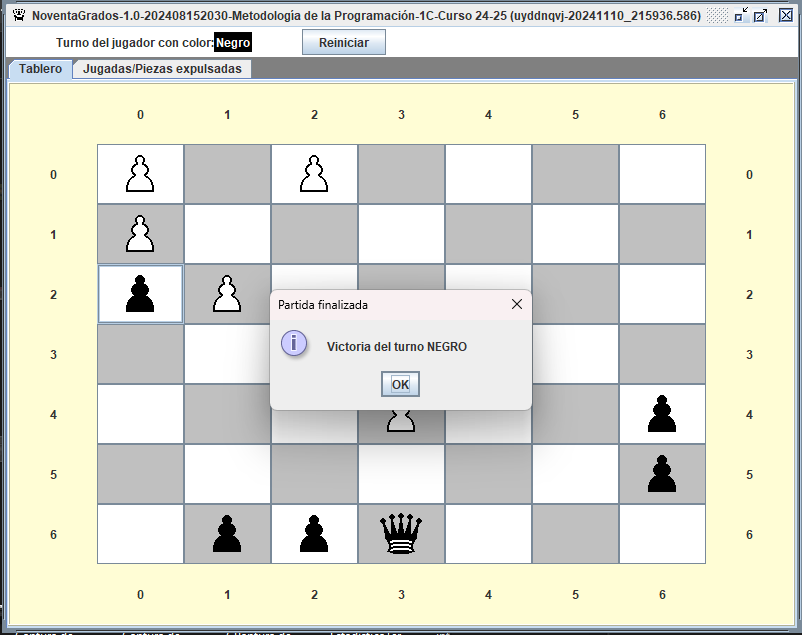 NoventaGrados-1.0-202408152030-Metodología de la Programación-1C-Curso 24-25 (uyddnqvj-20241110_215936.586)
Turno del jugador con color: Negro Reiniciar
Tablero Jugadas/Piezas expulsadas
0 1 2 3 4 5 6
0 0
1 1
2 2
Partida finalizada
3 3
Victoria del turno NEGRO
OK
4 4
5 5
6 6
0 1 2 3 4 5 6